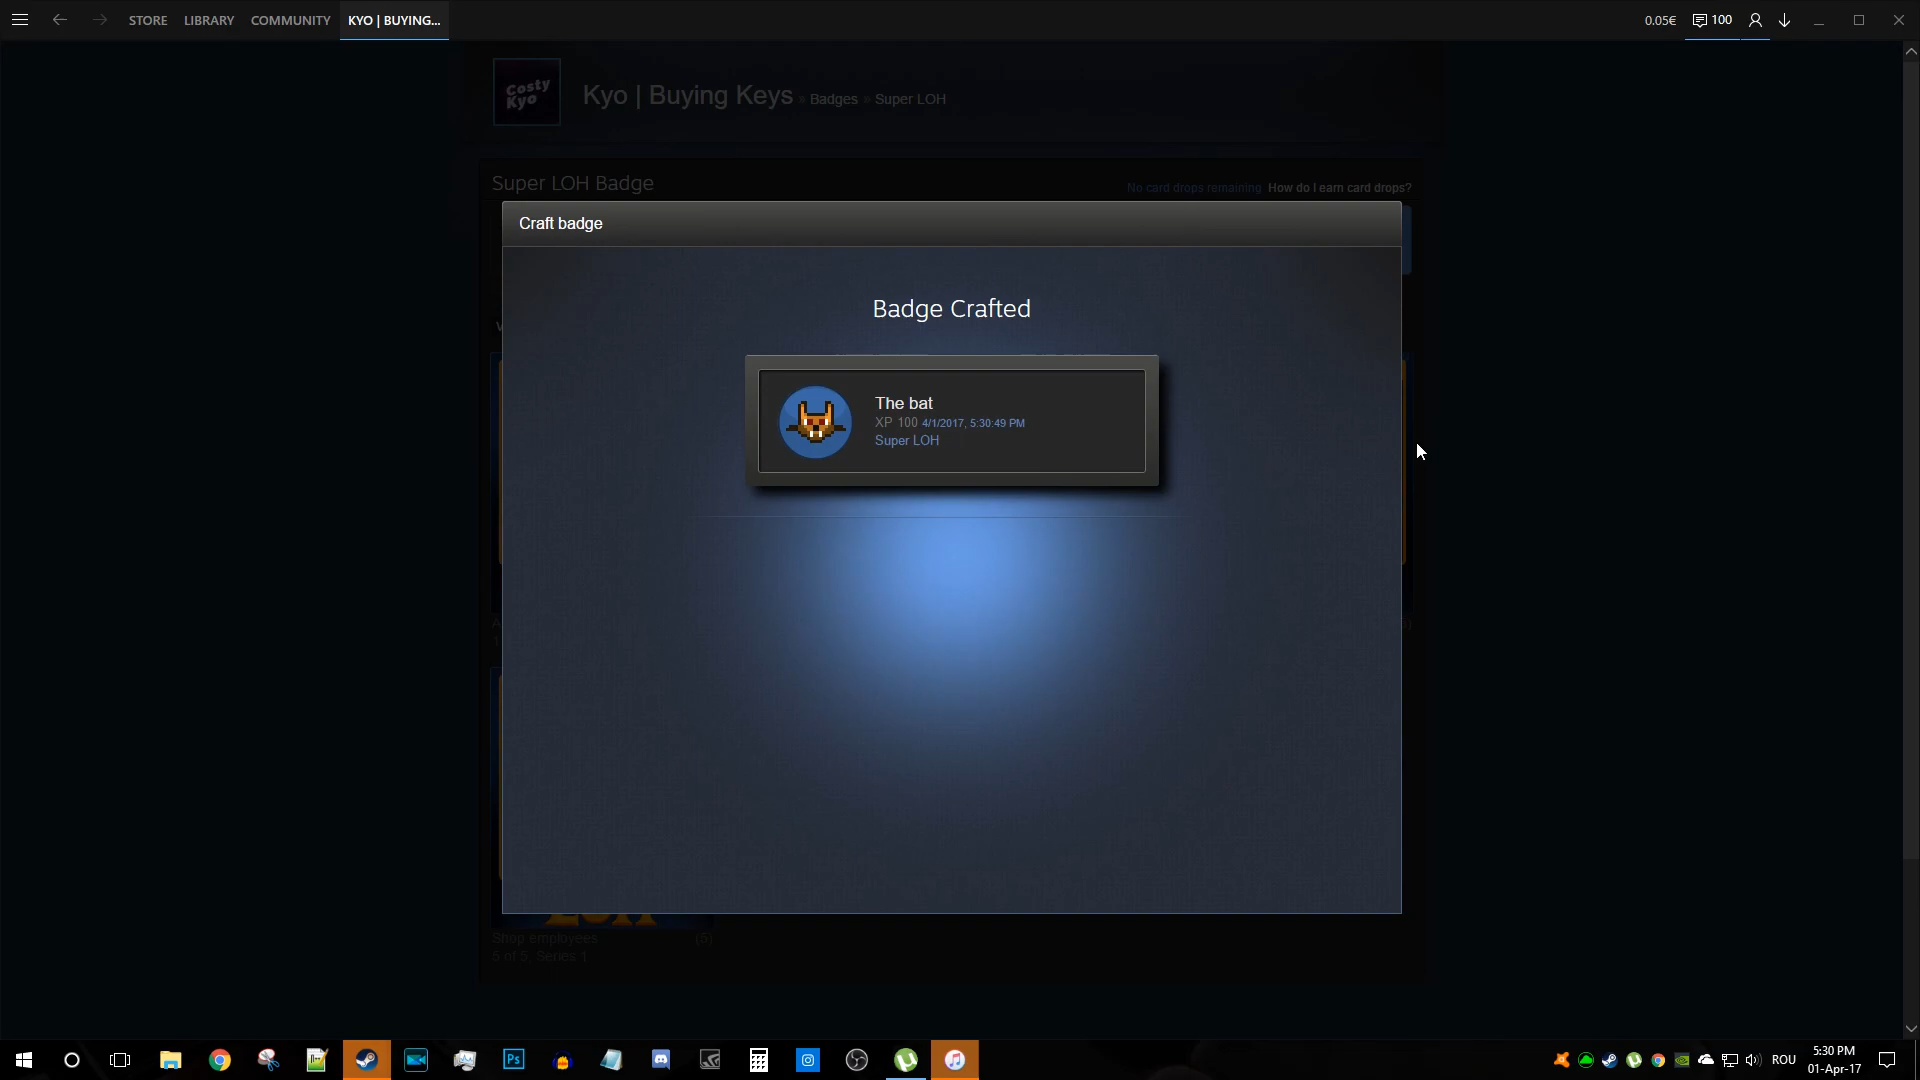 STORE LIBRARY COMMUNITY KYO | BUYING... 0.05€ 100
Costy
Kyo
Kyo | Buying Keys » Badges » Super LOH
Super LOH Badge
No card drops remaining How do I earn card drops?
Craft badge
Badge Crafted
The bat
XP 100 4/1/2017, 5:30:49 PM
Super LOH
Shop employees (5)
5 of 5, Series 1
Ps
ROU
5:30 PM
01-Apr-17